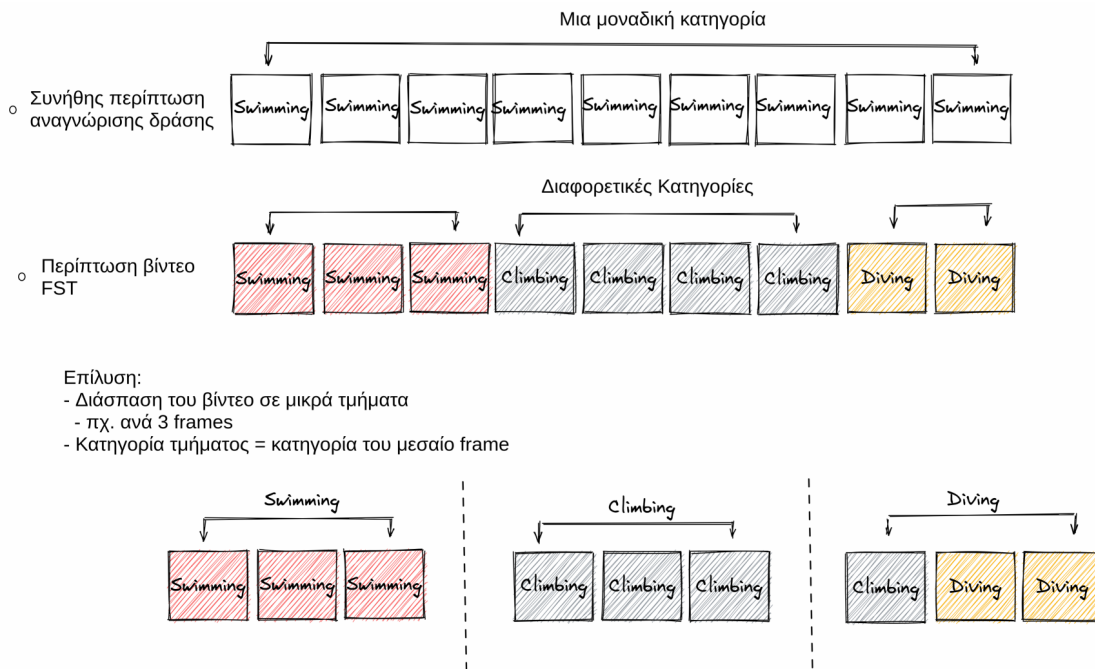 Μια μοναδική κατηγορία
Συνήθης περίπτωση
αναγνώρισης δράσης
Swimming Swimming Swimming Swimming Swimming Swimming Swimming Swimming Swimming
Διαφορετικές Κατηγορίες
Περίπτωση βίντεο
FST
Swimming Swimming Swimming Climbing Climbing Climbing Climbing Diving Diving
Επίλυση:
- Διάσπαση του βίντεο σε μικρά τμήματα
- πχ. ανά 3 frames
- Κατηγορία τμήματος = κατηγορία του μεσαίο frame
Swimming Climbing Diving
Swimming Swimming Swimming Climbing Climbing Climbing Climbing Diving Diving